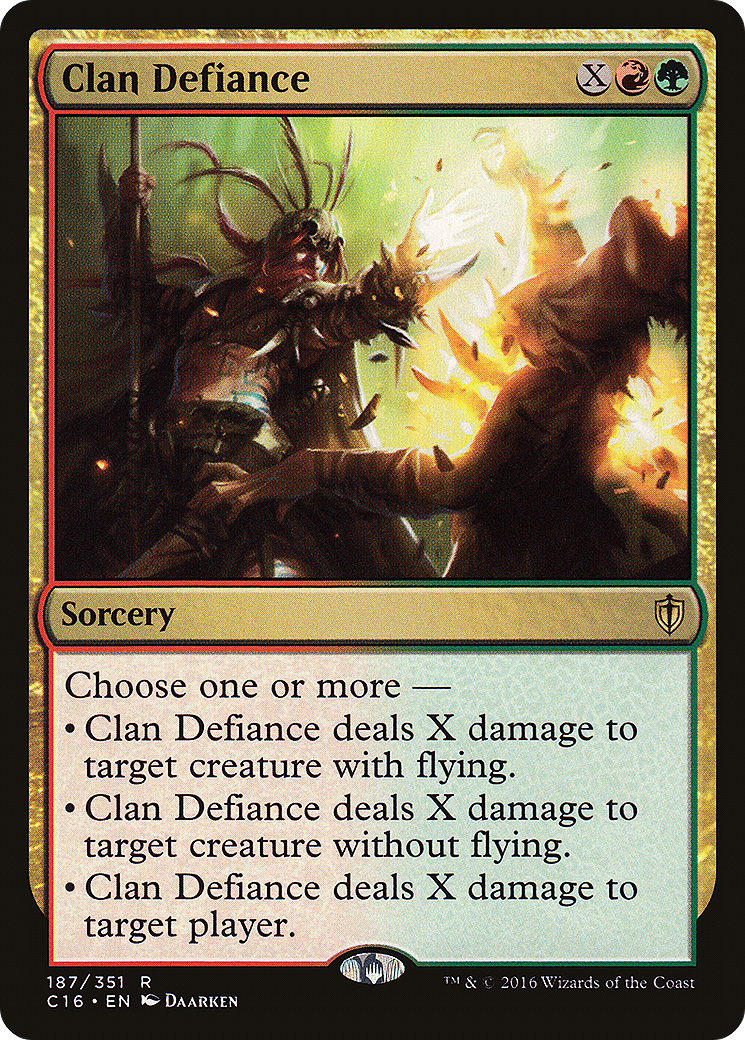 Clan Defiance X
Sorcery
Choose one or more —
• Clan Defiance deals X damage to
target creature with flying.
• Clan Defiance deals X damage to
target creature without flying.
• Clan Defiance deals X damage to
target player.
187/351 R
C16 • EN DAARKEN
™ & © 2016 Wizards of the Coast